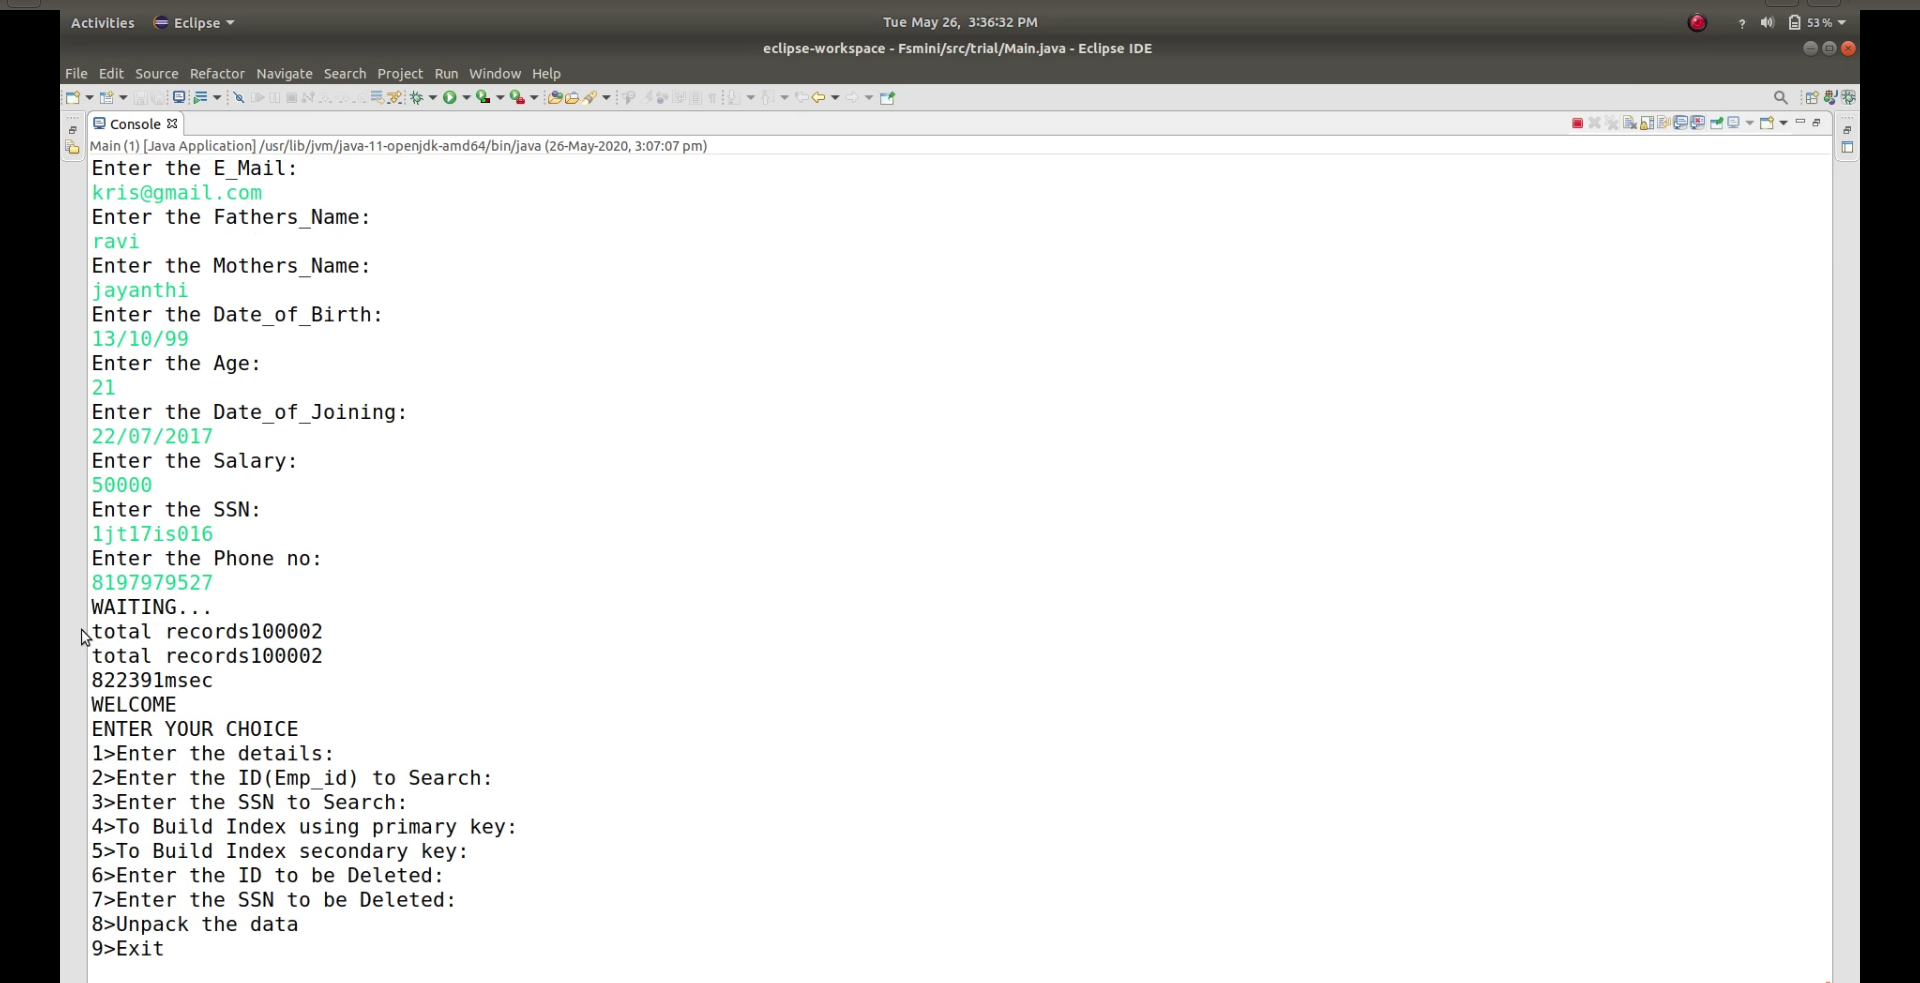 Activities Eclipse Tue May 26, 3:36:32 PM ? 53 %
eclipse-workspace - Fsmini/src/trial/Main.java - Eclipse IDE
File Edit Source Refactor Navigate Search Project Run Window Help
Console
Main (1) [Java Application] /usr/lib/jvm/java-11-openjdk-amd64/bin/java (26-May-2020, 3:07:07 pm)
Enter the E_Mail:
kris@gmail.com
Enter the Fathers_Name:
ravi
Enter the Mothers_Name:
jayanthi
Enter the Date_of_Birth:
13/10/99
Enter the Age:
21
Enter the Date_of_Joining:
22/07/2017
Enter the Salary:
50000
Enter the SSN:
1jt17is016
Enter the Phone no:
8197979527
WAITING...
total records100002
total records100002
822391msec
WELCOME
ENTER YOUR CHOICE
1>Enter the details:
2>Enter the ID(Emp_id) to Search:
3>Enter the SSN to Search:
4>To Build Index using primary key:
5>To Build Index secondary key:
6>Enter the ID to be Deleted:
7>Enter the SSN to be Deleted:
8>Unpack the data
9>Exit